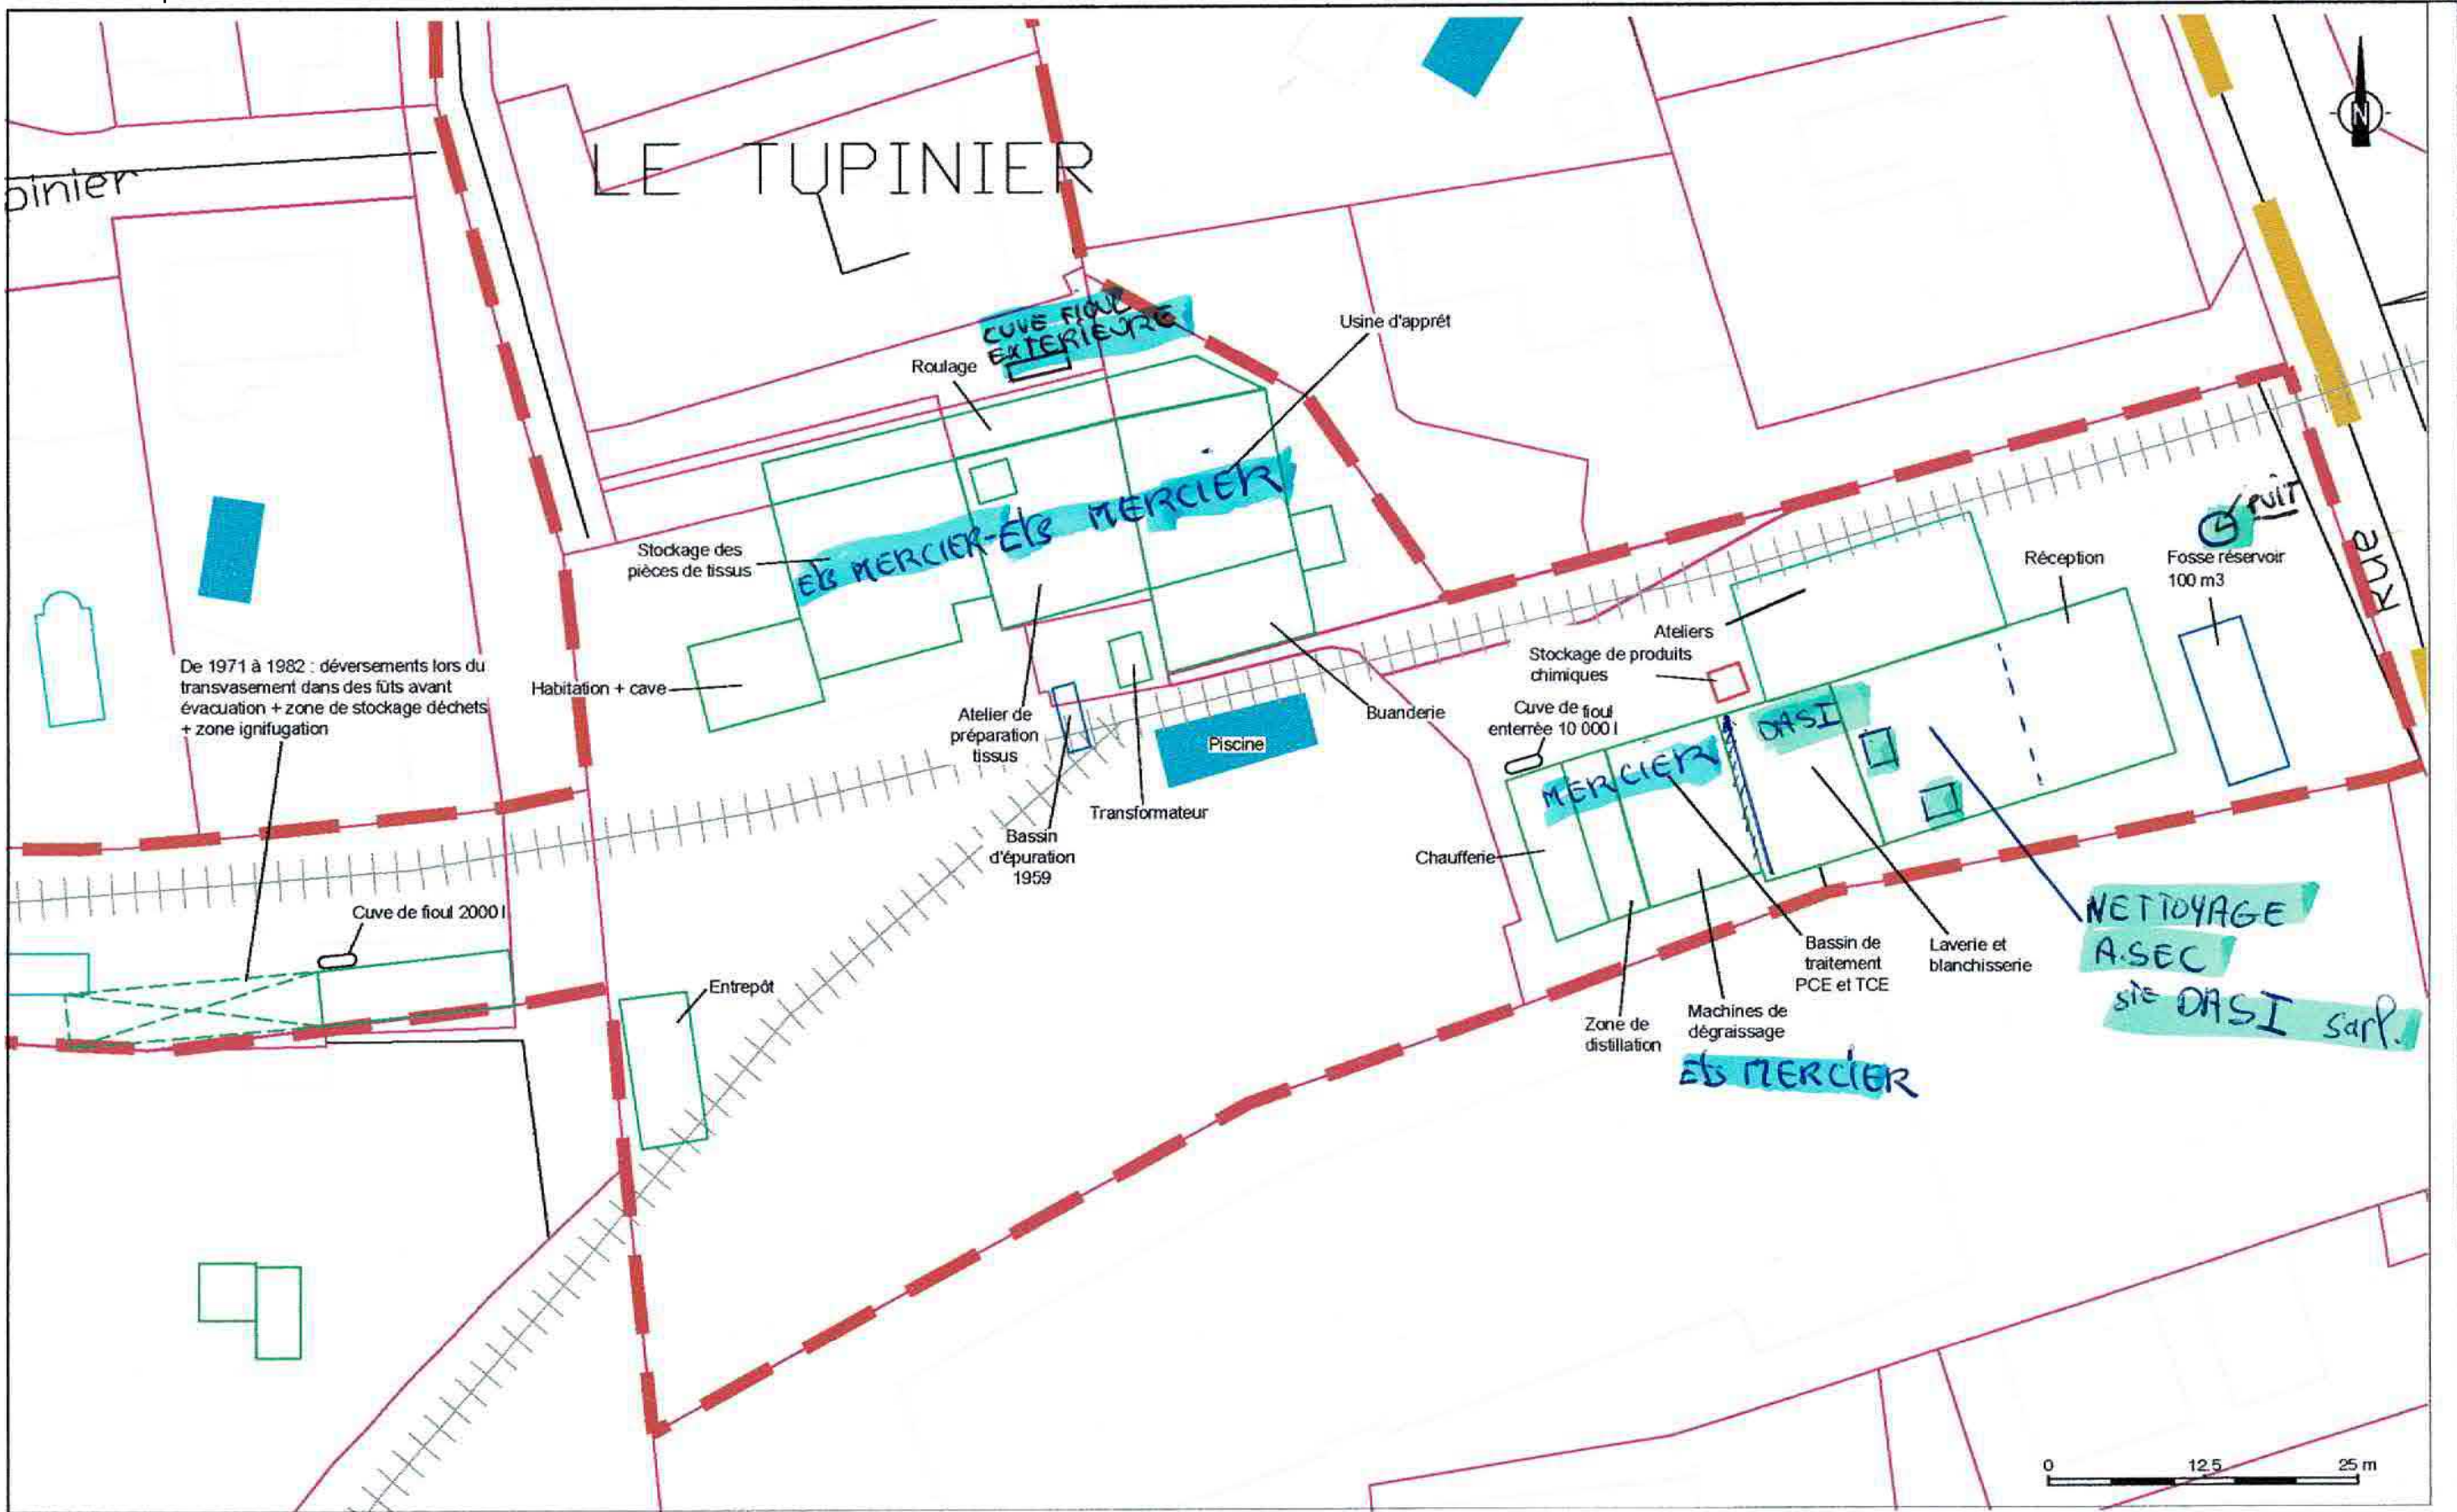 LE TUPINIER
pinier
N
CUVE FIOUL
EXTERIEURE
Roulage
Usine d'apprêt
Ets MERCIER-Ets MERCIER
Stockage des
pièces de tissus
Habitation + cave
Atelier de
préparation
tissus
Buanderie
Piscine
Transformateur
Bassin
d'épuration
1959
De 1971 à 1982 : déversements lors du
transvasement dans des fûts avant
évacuation + zone de stockage déchets
+ zone ignifugation
Cuve de fioul 2000 l
Entrepôt
PUIT
Rue
Réception
Fosse réservoir
100 m3
Ateliers
Stockage de produits
chimiques
Cuve de fioul
enterrée 10 000 l
DASI
MERCIER
Chaufferie
Zone de
distillation
Machines de
dégraissage
Ets MERCIER
Bassin de
traitement
PCE et TCE
Laverie et
blanchisserie
NETTOYAGE
A.SEC
sté DASI sarl.
0 12.5 25 m